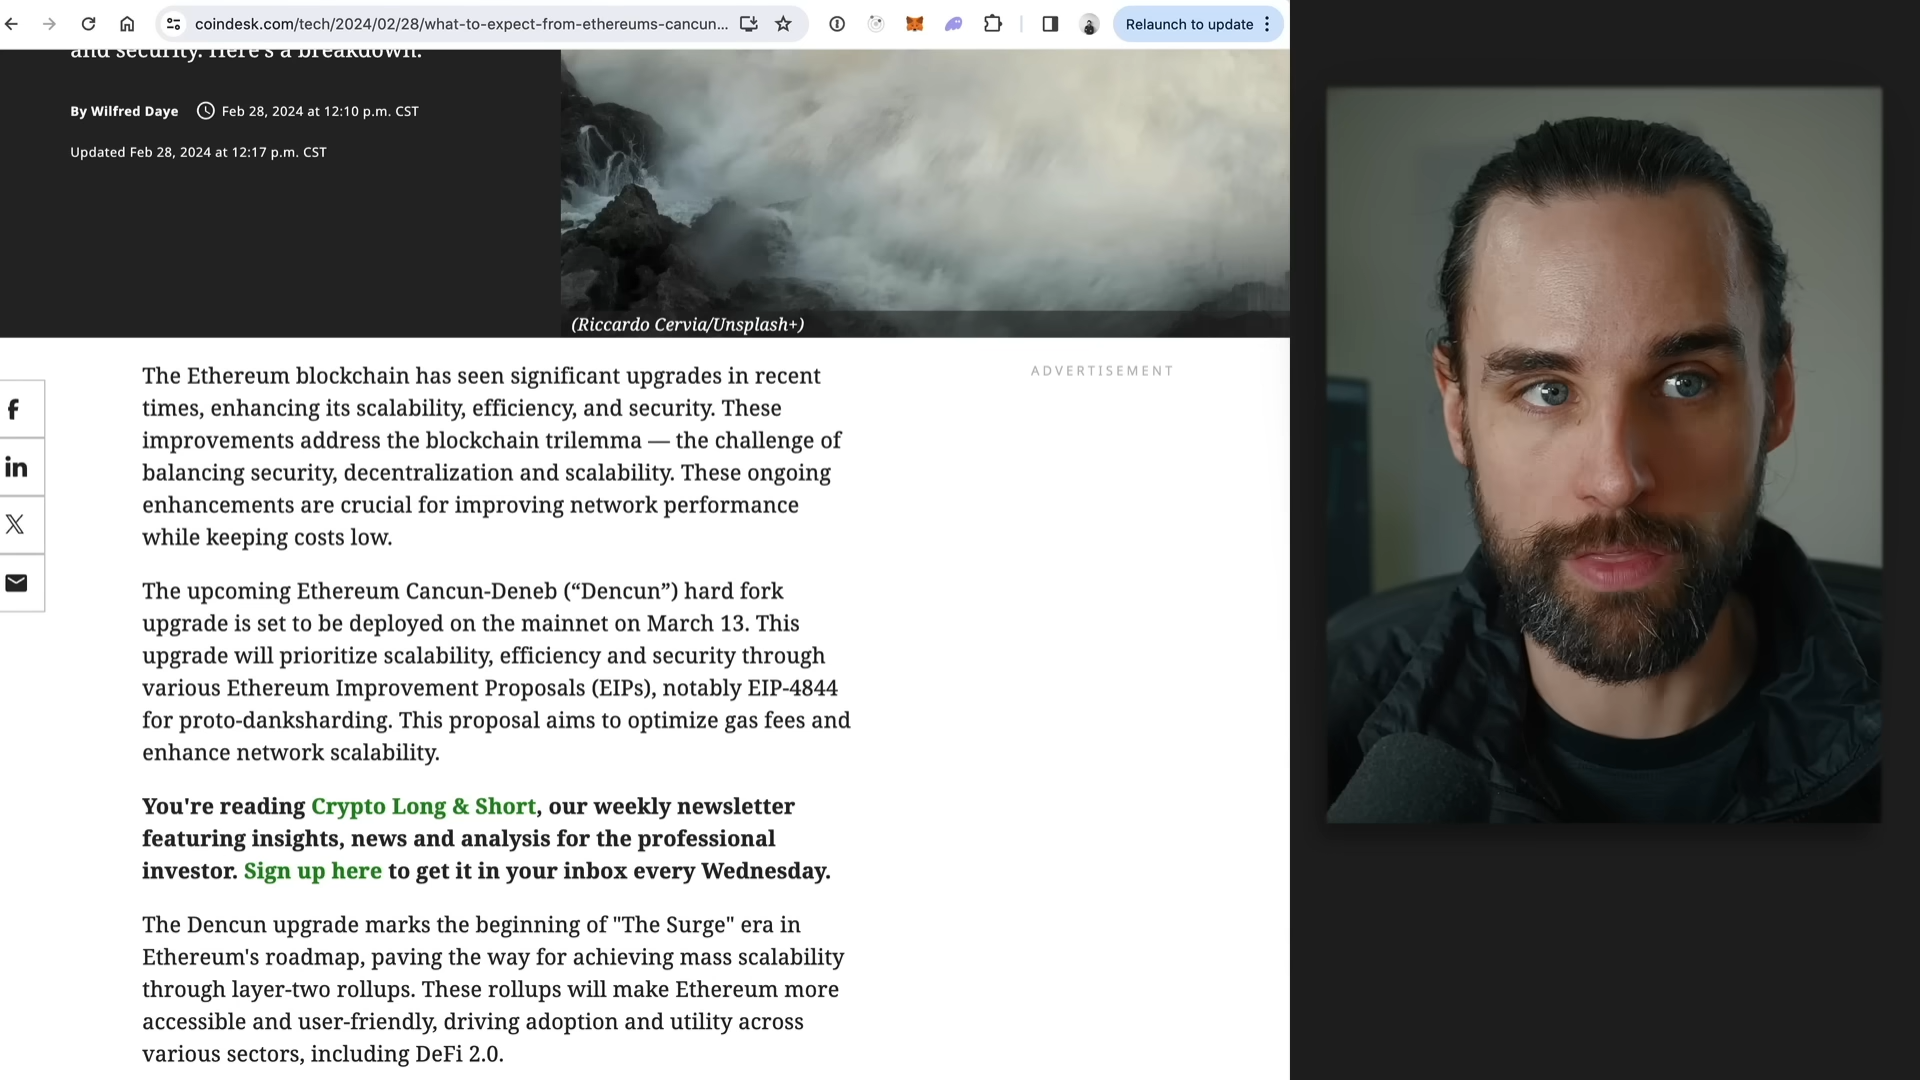 coindesk.com/tech/2024/02/28/what-to-expect-from-ethereums-cancun...
Relaunch to update
and security. Here's a breakdown.
By Wilfred Daye
Feb 28, 2024 at 12:10 p.m. CST
Updated Feb 28, 2024 at 12:17 p.m. CST
(Riccardo Cervia/Unsplash+)
ADVERTISEMENT
The Ethereum blockchain has seen significant upgrades in recent
times, enhancing its scalability, efficiency, and security. These
improvements address the blockchain trilemma — the challenge of
balancing security, decentralization and scalability. These ongoing
enhancements are crucial for improving network performance
while keeping costs low.
The upcoming Ethereum Cancun-Deneb (“Dencun”) hard fork
upgrade is set to be deployed on the mainnet on March 13. This
upgrade will prioritize scalability, efficiency and security through
various Ethereum Improvement Proposals (EIPs), notably EIP-4844
for proto-danksharding. This proposal aims to optimize gas fees and
enhance network scalability.
You're reading Crypto Long & Short, our weekly newsletter
featuring insights, news and analysis for the professional
investor. Sign up here to get it in your inbox every Wednesday.
The Dencun upgrade marks the beginning of "The Surge" era in
Ethereum's roadmap, paving the way for achieving mass scalability
through layer-two rollups. These rollups will make Ethereum more
accessible and user-friendly, driving adoption and utility across
various sectors, including DeFi 2.0.